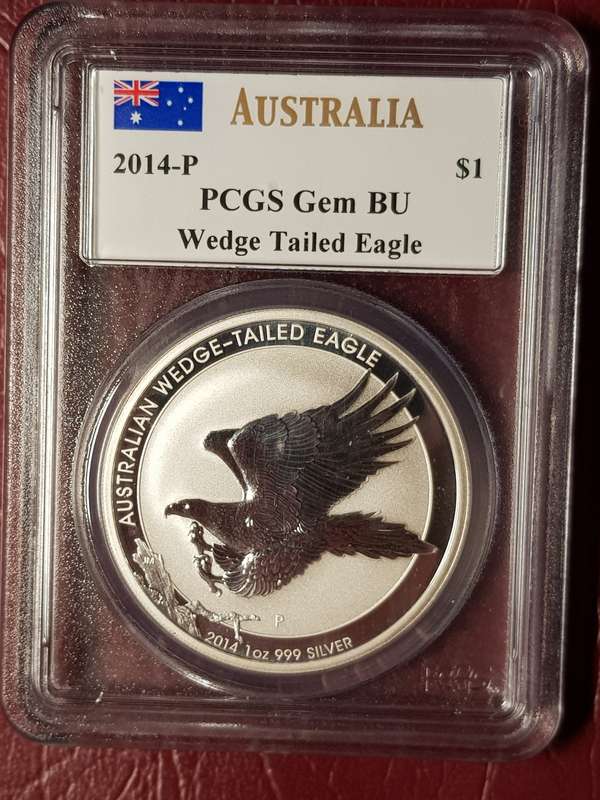 AUSTRALIA
2014-P $1
PCGS Gem BU
Wedge Tailed Eagle
AUSTRALIAN WEDGE-TAILED EAGLE
P
2014 1oz 999 SILVER